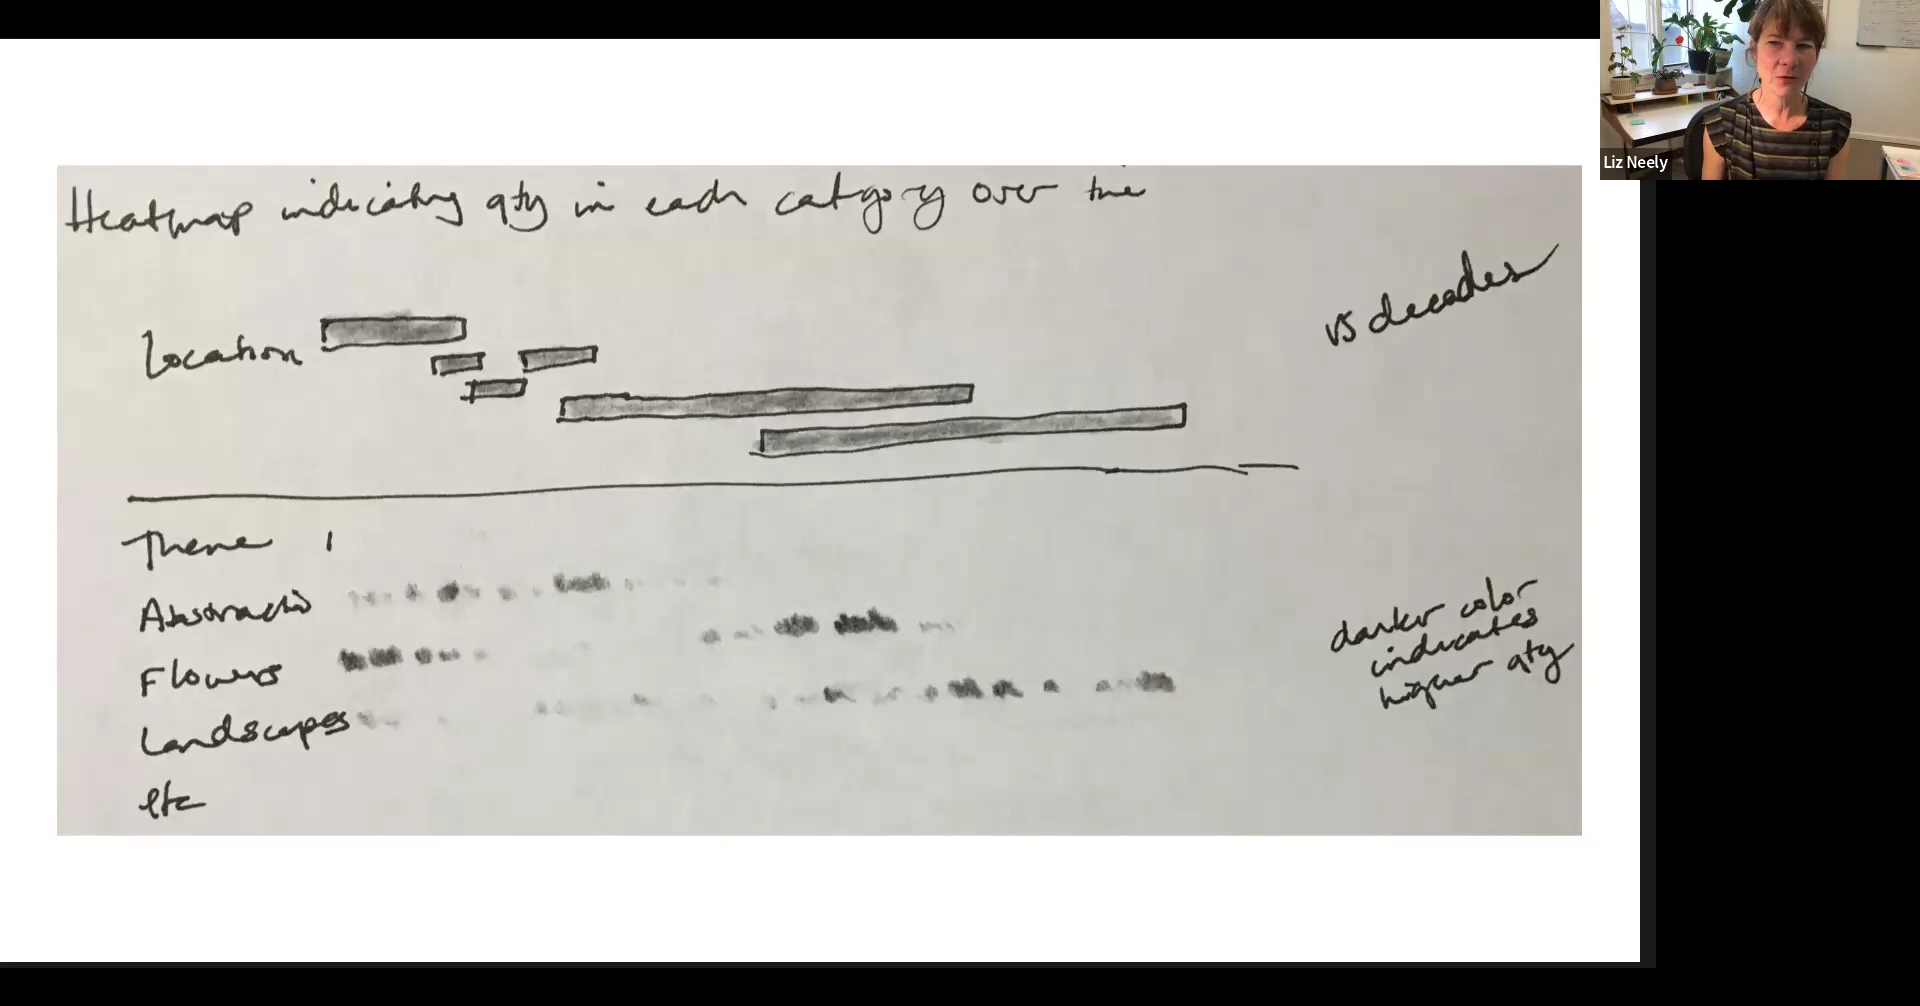 Liz Neely
Heatmap indicating qty in each category over time
vs decades
Location
Theme
Abstraction
Flowers
Landscapes
etc
darker color
indicates
higher qty